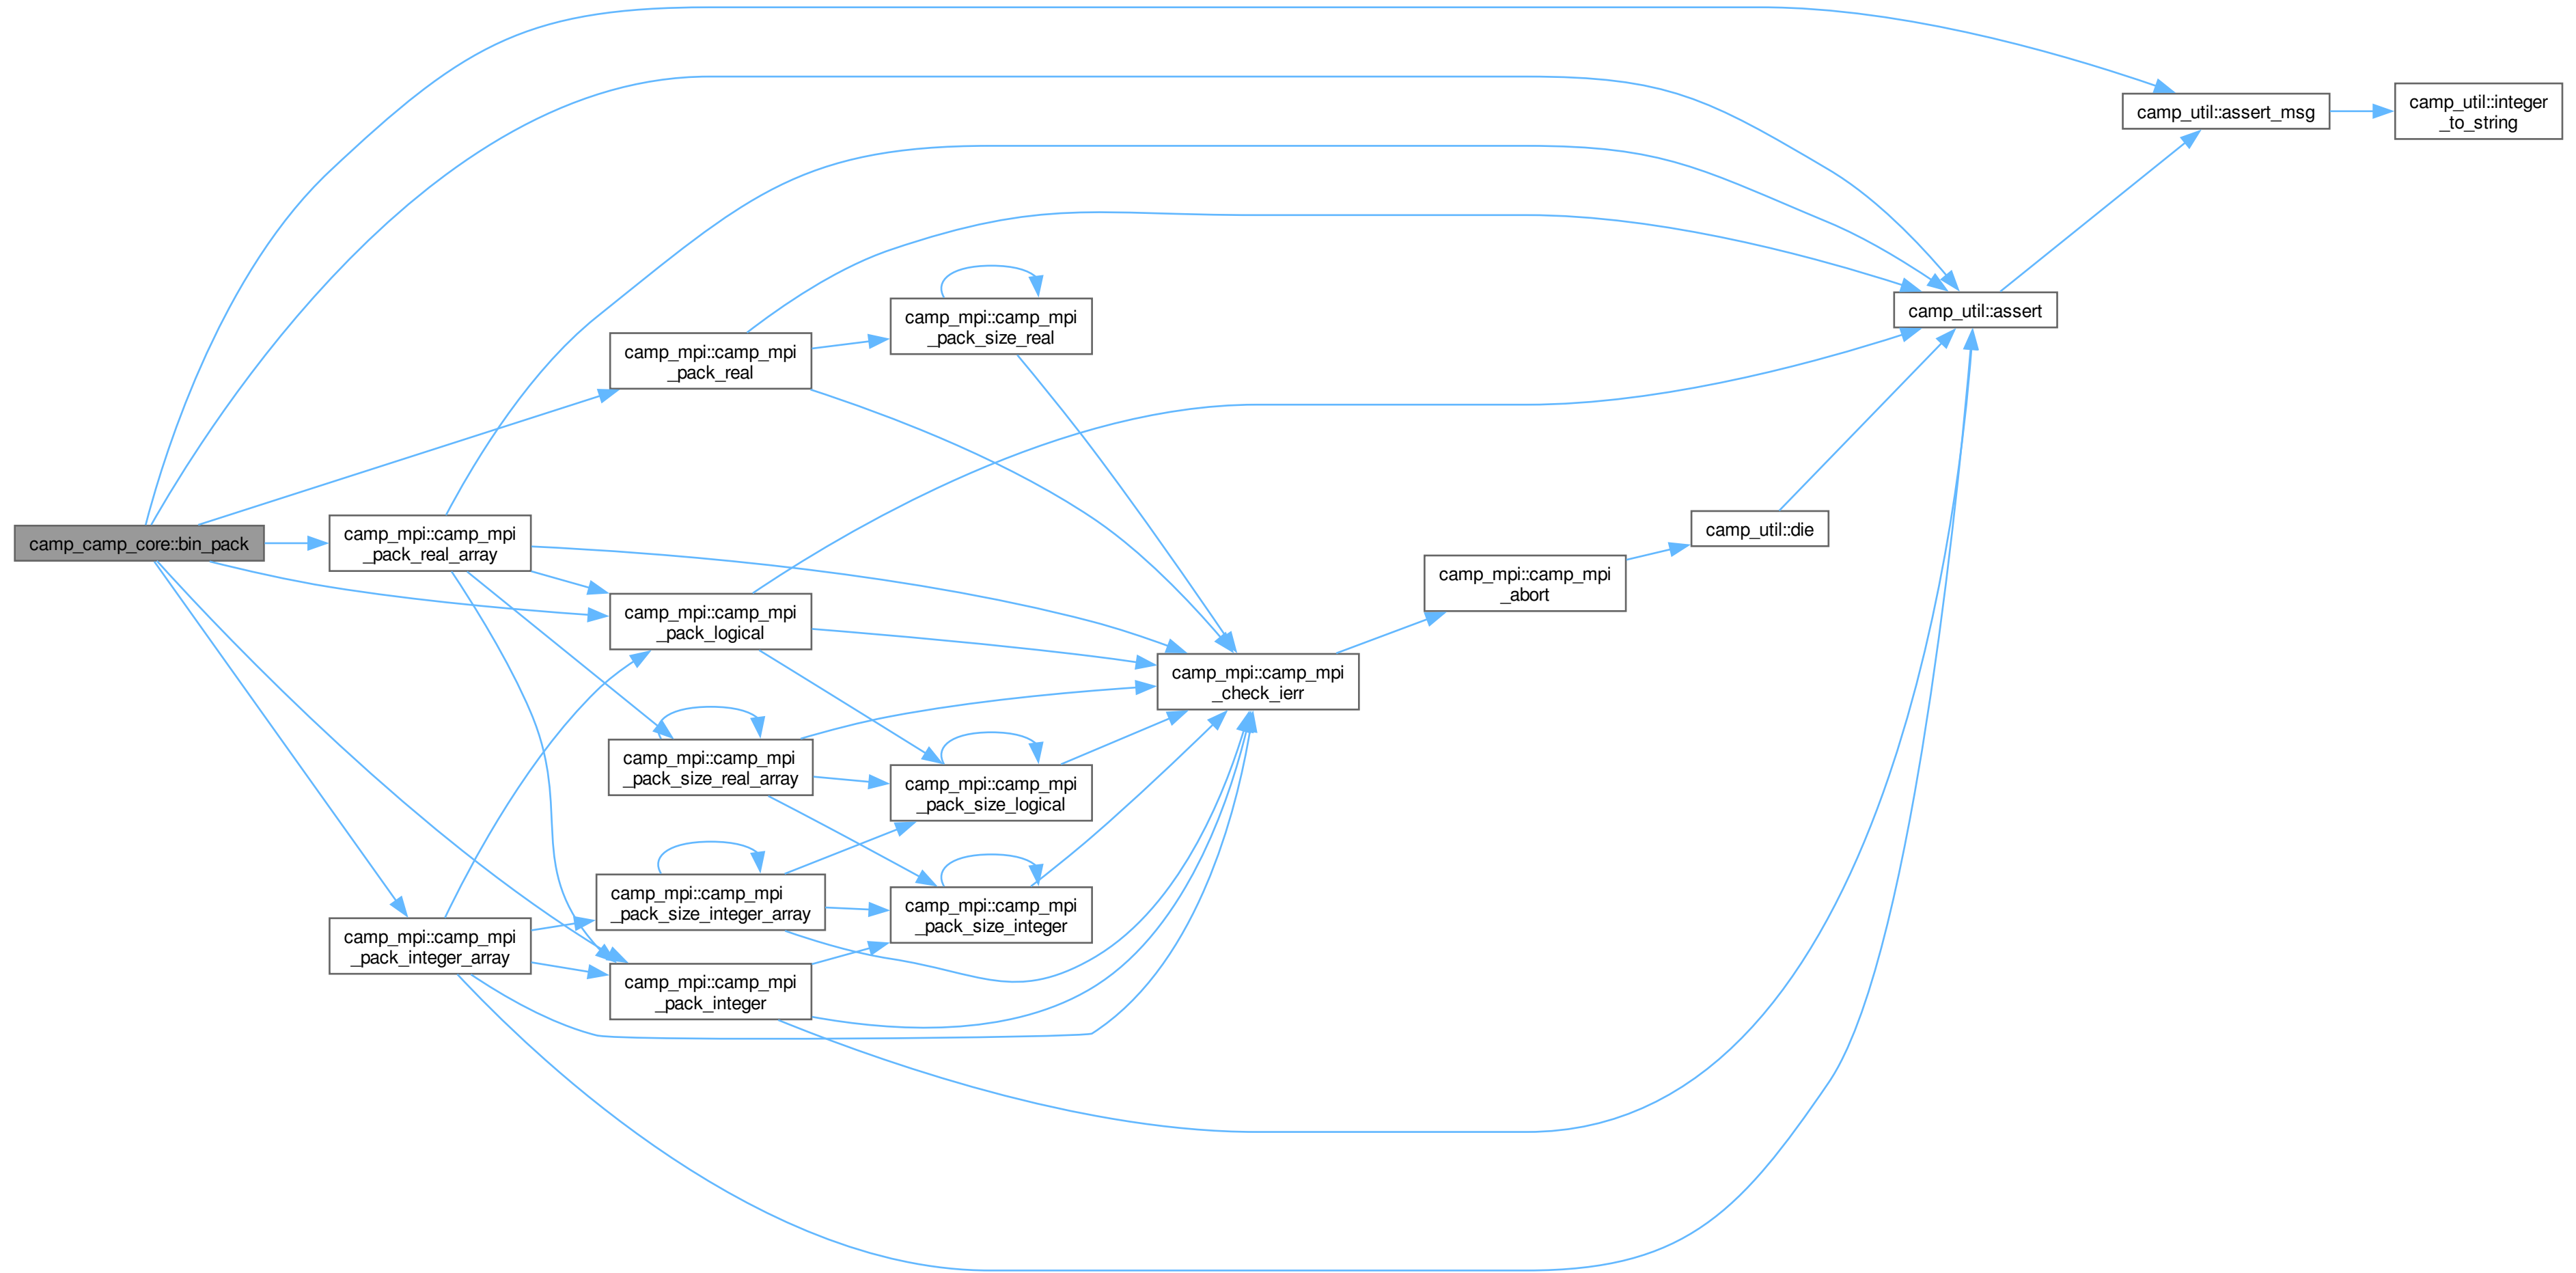 camp_camp_core::bin_pack
camp_mpi::camp_mpi
_pack_real_array
camp_mpi::camp_mpi
_pack_integer_array
camp_mpi::camp_mpi
_pack_real
camp_mpi::camp_mpi
_pack_logical
camp_mpi::camp_mpi
_pack_size_real_array
camp_mpi::camp_mpi
_pack_size_integer_array
camp_mpi::camp_mpi
_pack_integer
camp_mpi::camp_mpi
_pack_size_real
camp_mpi::camp_mpi
_pack_size_logical
camp_mpi::camp_mpi
_pack_size_integer
camp_mpi::camp_mpi
_check_ierr
camp_mpi::camp_mpi
_abort
camp_util::die
camp_util::assert
camp_util::assert_msg
camp_util::integer
_to_string